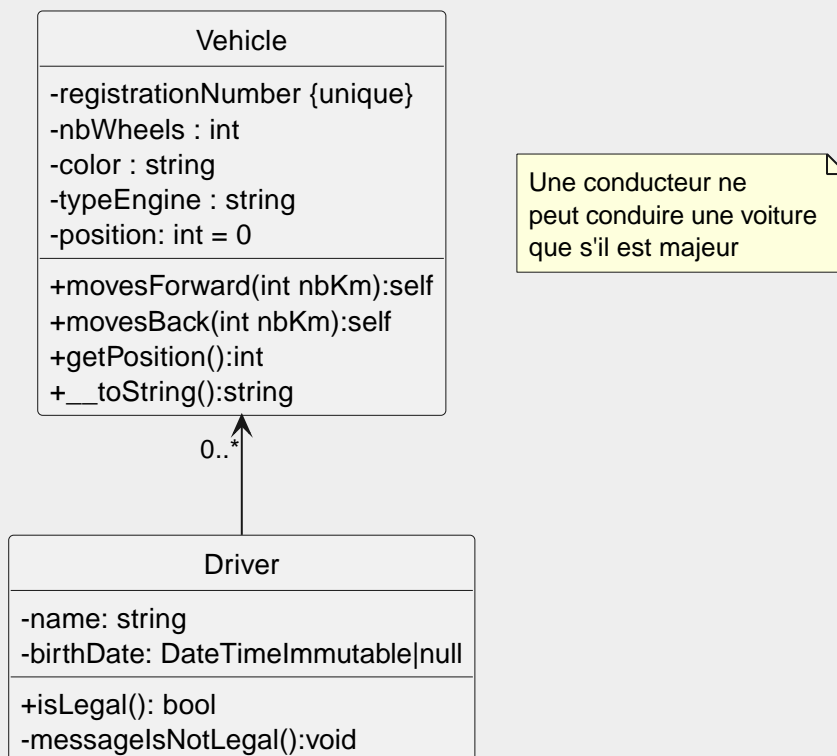 Vehicle
-registrationNumber {unique}
-nbWheels : int
-color : string
-typeEngine : string
-position: int = 0
+movesForward(int nbKm):self
+movesBack(int nbKm):self
+getPosition():int
+__toString():string
Une conducteur ne
peut conduire une voiture
que s'il est majeur
0..*
Driver
-name: string
-birthDate: DateTimeImmutable|null
+isLegal(): bool
-messageIsNotLegal():void